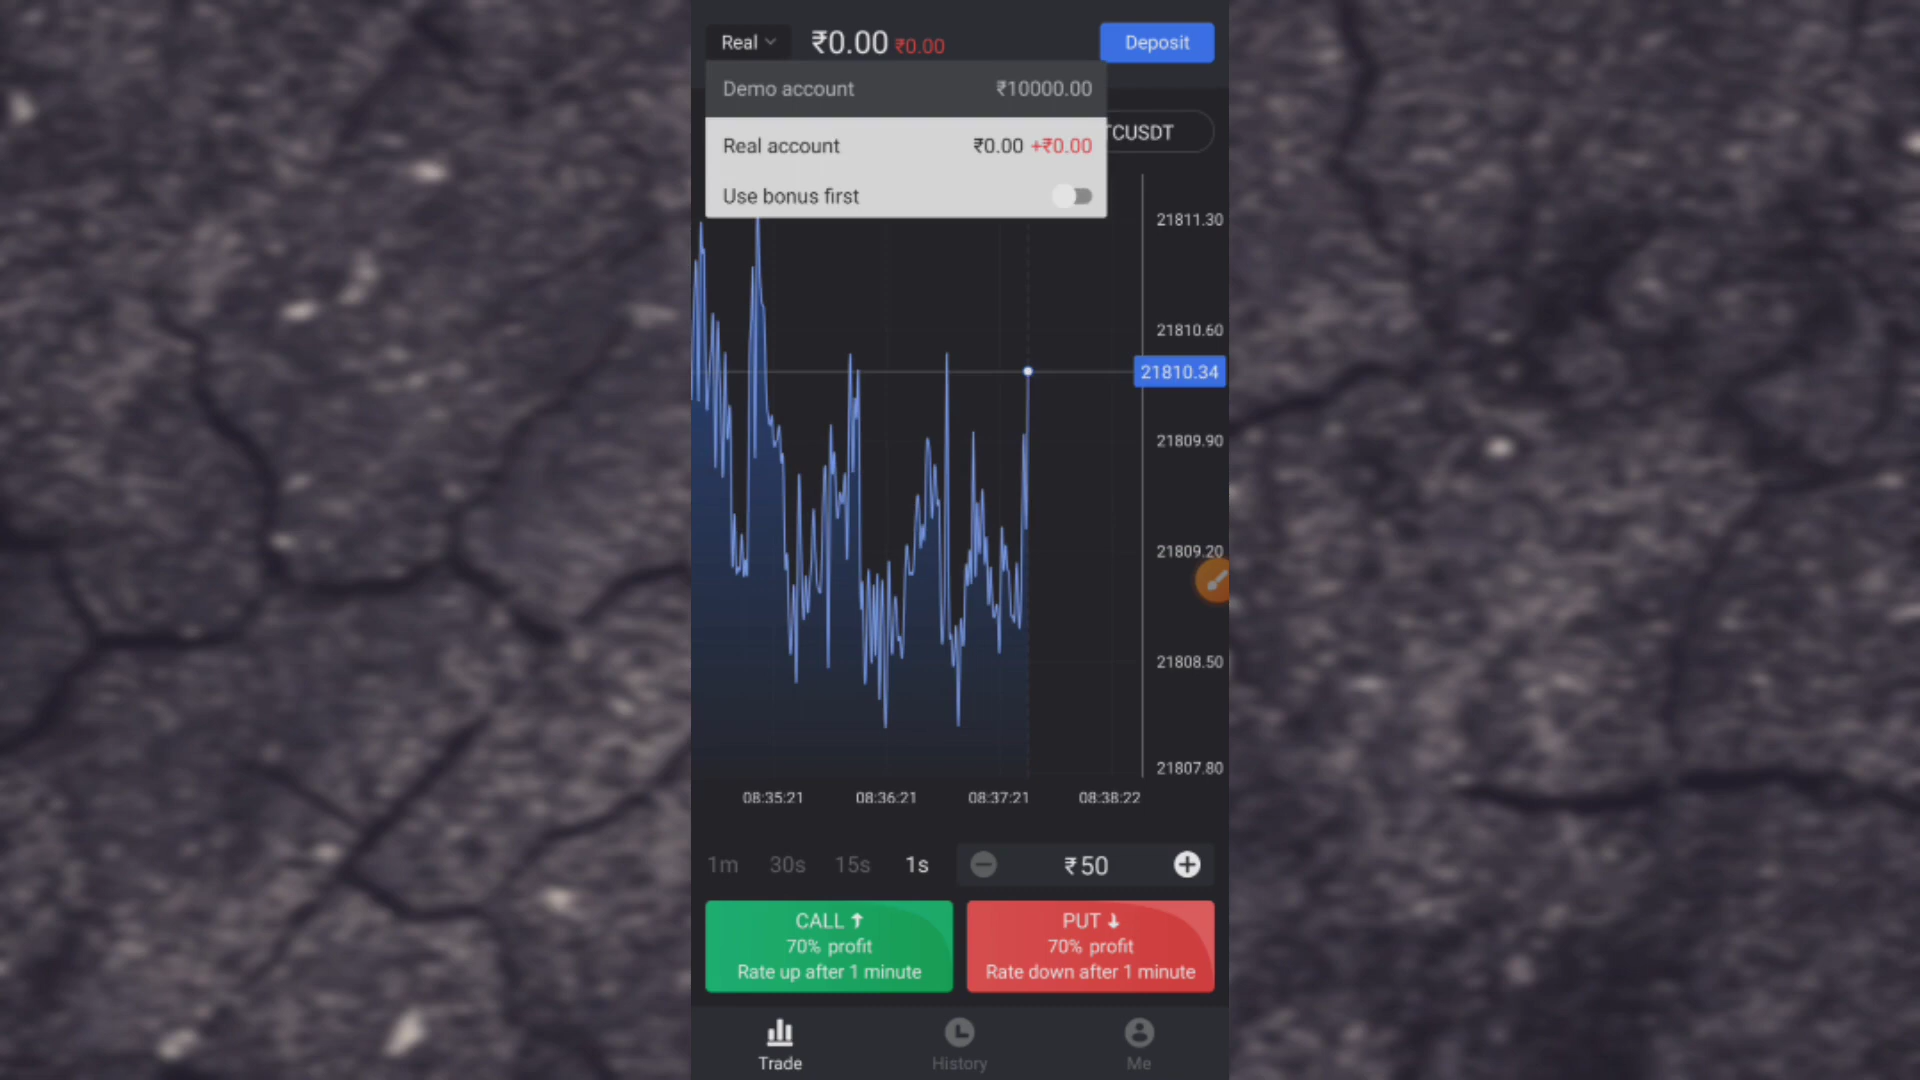 Real ₹0.00 ₹0.00 Deposit
Demo account ₹10000.00
Real account ₹0.00 +₹0.00
TCUSDT
Use bonus first
21811.30
21810.60
21810.34
21809.90
21809.20
21808.50
21807.80
08:35:21 08:36:21 08:37:21 08:38:22
1m 30s 15s 1s ₹50
CALL PUT
70% profit 70% profit
Rate up after 1 minute Rate down after 1 minute
Trade History Me